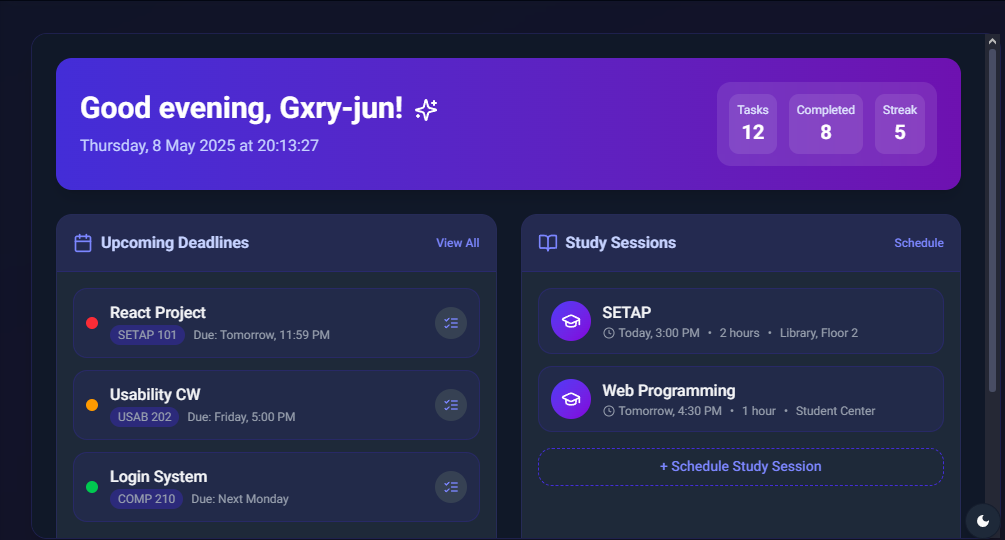 Good evening, Gxry-jun!
Thursday, 8 May 2025 at 20:13:27
Tasks
12
Completed
8
Streak
5
Upcoming Deadlines
View All
React Project
SETAP 101 Due: Tomorrow, 11:59 PM
Usability CW
USAB 202 Due: Friday, 5:00 PM
Login System
COMP 210 Due: Next Monday
Study Sessions
Schedule
SETAP
Today, 3:00 PM • 2 hours • Library, Floor 2
Web Programming
Tomorrow, 4:30 PM • 1 hour • Student Center
+ Schedule Study Session